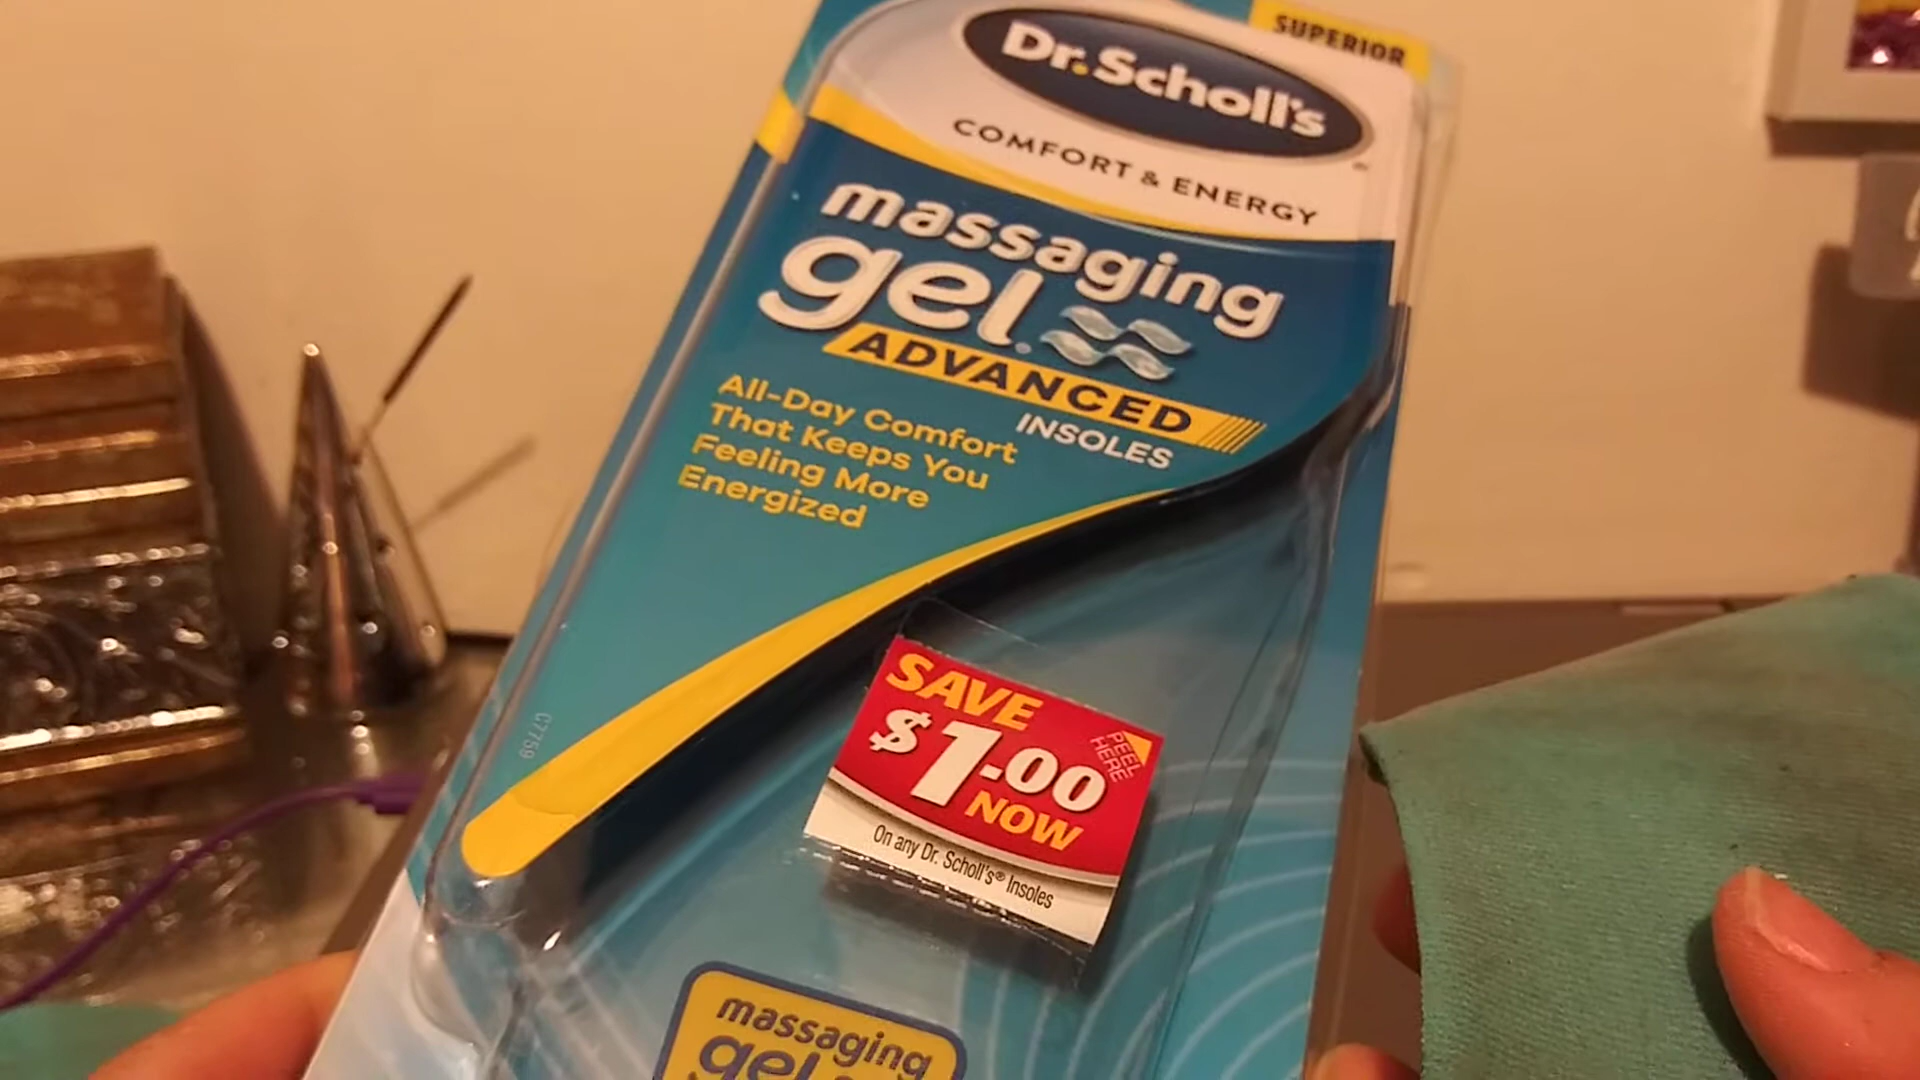 SUPERIOR
Dr. Scholl's
COMFORT & ENERGY
massaging
gel®
ADVANCED
INSOLES
All-Day Comfort
That Keeps You
Feeling More
Energized
SAVE
$1.00
NOW
PEEL
HERE
On any Dr. Scholl's® Insoles
C7759
massaging
gel